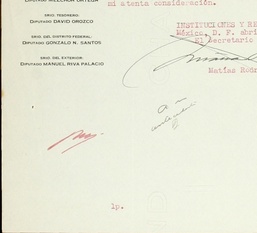 DIPUTADO MELCHOR ORTEGA
mi atenta consideración.
SRIO. TESORERO:
DIPUTADO DAVID OROZCO
INSTITUCIONES Y RE
SRIO. DEL DISTRITO FEDERAL:
México, D. F. abri
DIPUTADO GONZALO N. SANTOS
El Secretario
SRIO. DEL EXTERIOR:
DIPUTADO MANUEL RIVA PALACIO
Matías Rodr
lp.